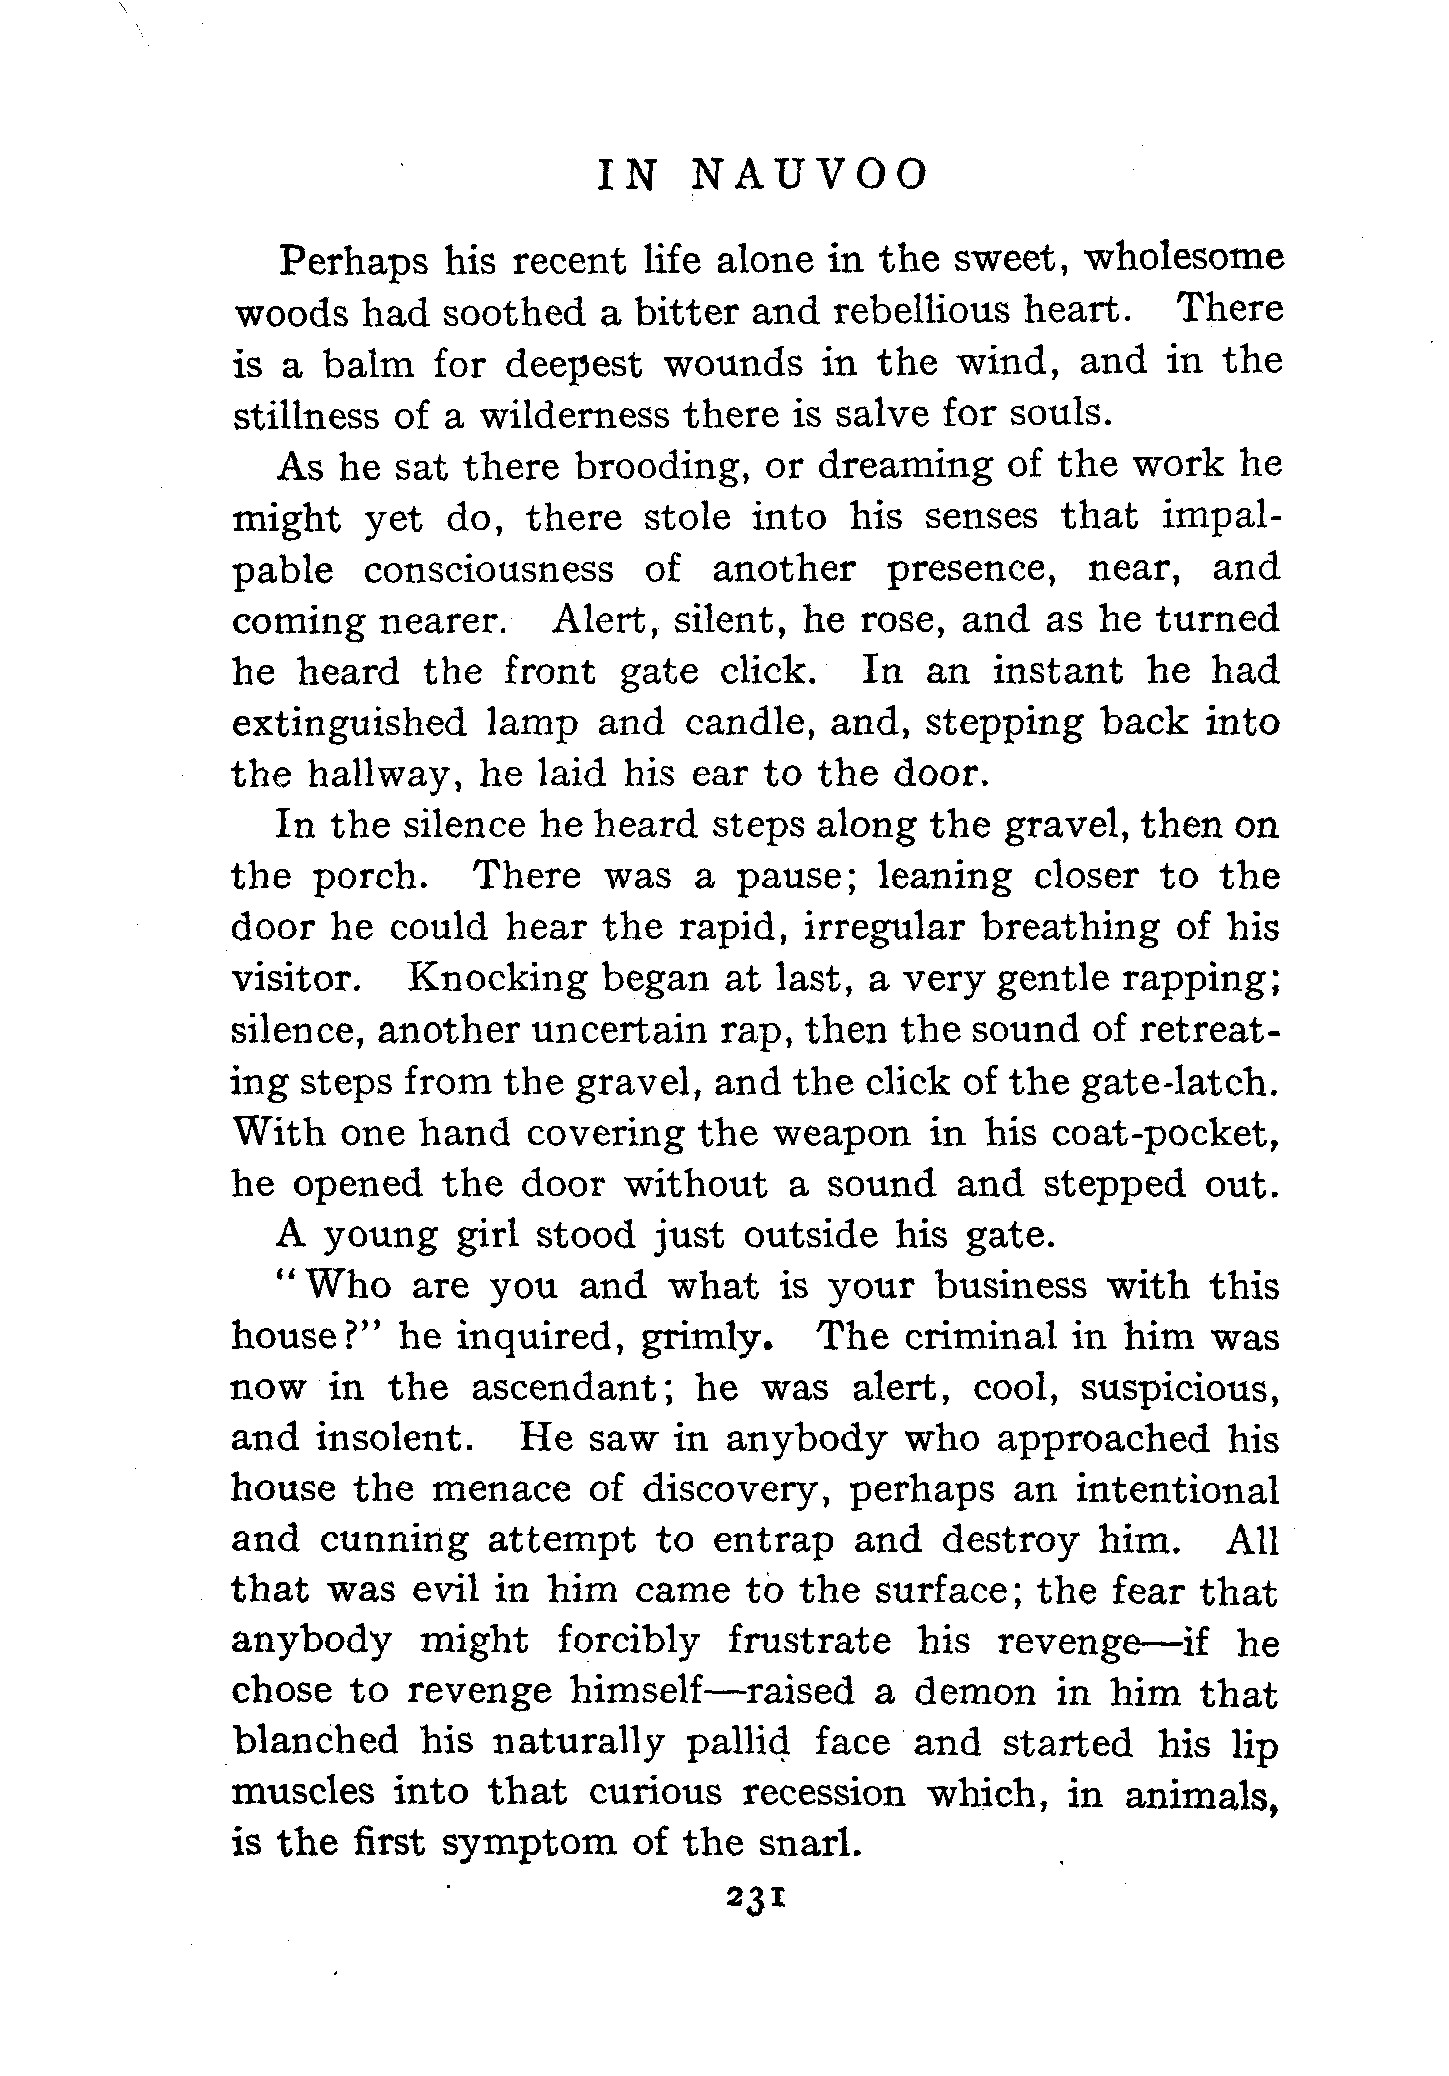 IN NAUVOO
Perhaps his recent life alone in the sweet, wholesome
woods had soothed a bitter and rebellious heart. There
is a balm for deepest wounds in the wind, and in the
stillness of a wilderness there is salve for souls.
As he sat there brooding, or dreaming of the work he
might yet do, there stole into his senses that impal-
pable consciousness of another presence, near, and
coming nearer. Alert, silent, he rose, and as he turned
he heard the front gate click. In an instant he had
extinguished lamp and candle, and, stepping back into
the hallway, he laid his ear to the door.
In the silence he heard steps along the gravel, then on
the porch. There was a pause; leaning closer to the
door he could hear the rapid, irregular breathing of his
visitor. Knocking began at last, a very gentle rapping;
silence, another uncertain rap, then the sound of retreat-
ing steps from the gravel, and the click of the gate-latch.
With one hand covering the weapon in his coat-pocket,
he opened the door without a sound and stepped out.
A young girl stood just outside his gate.
“Who are you and what is your business with this
house?” he inquired, grimly. The criminal in him was
now in the ascendant; he was alert, cool, suspicious,
and insolent. He saw in anybody who approached his
house the menace of discovery, perhaps an intentional
and cunning attempt to entrap and destroy him. All
that was evil in him came to the surface; the fear that
anybody might forcibly frustrate his revenge—if he
chose to revenge himself—raised a demon in him that
blanched his naturally pallid face and started his lip
muscles into that curious recession which, in animals,
is the first symptom of the snarl.
231